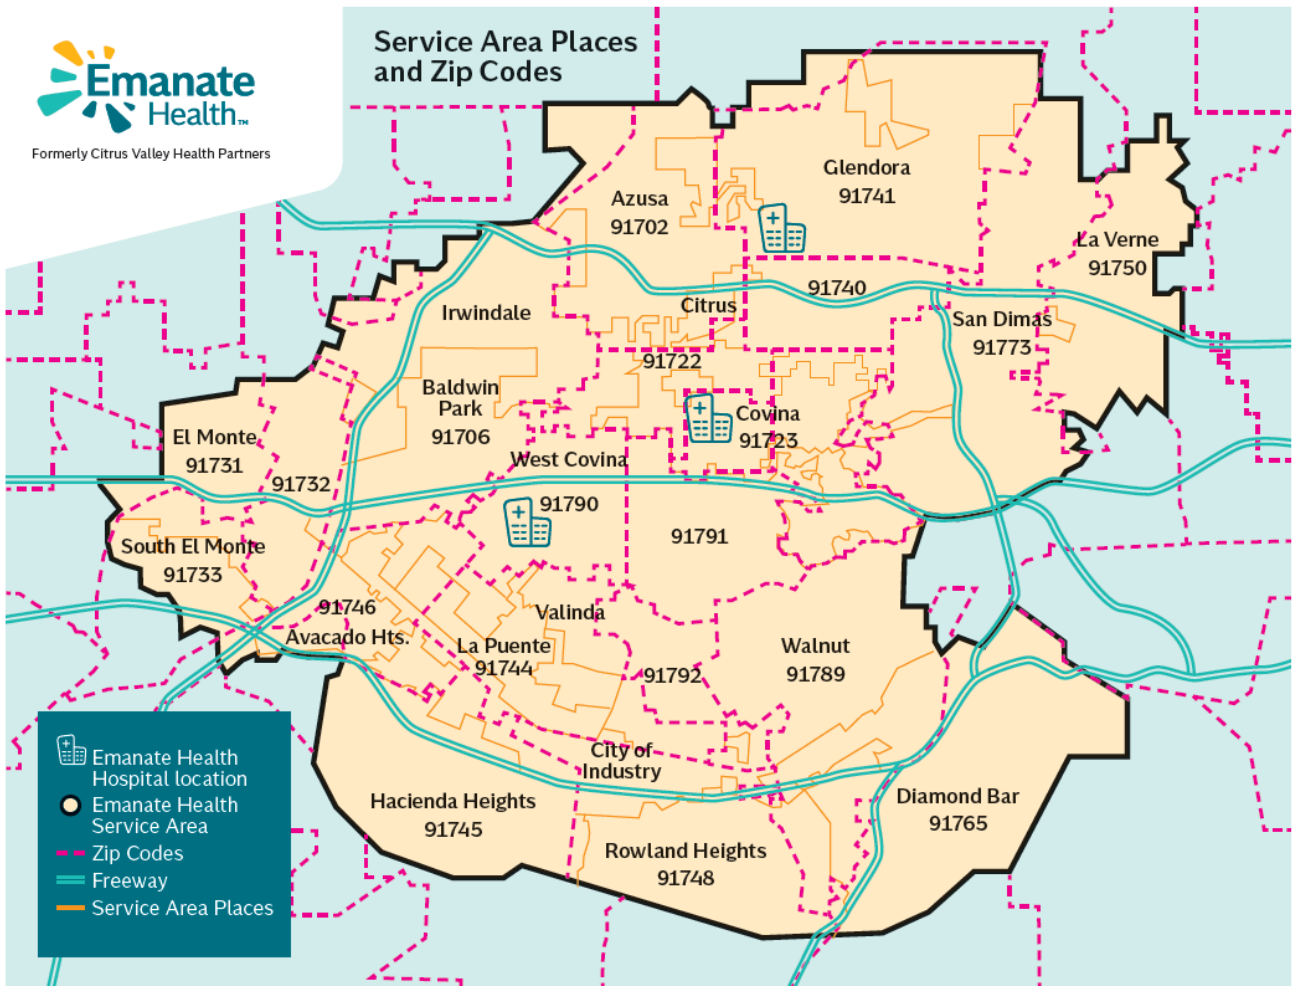 Emanate
Health™
Formerly Citrus Valley Health Partners
Service Area Places
and Zip Codes
Glendora
91741
Azusa
91702
La Verne
91750
91740
Citrus
Irwindale
San Dimas
91773
91722
Baldwin
Park
91706
Covina
91723
El Monte
91731
West Covina
91732
91790
91791
South El Monte
91733
91746
Avacado Hts.
Valinda
La Puente
91744
Walnut
91789
91792
City of
Industry
Hacienda Heights
91745
Diamond Bar
91765
Rowland Heights
91748
Emanate Health
Hospital location
Emanate Health
Service Area
Zip Codes
Freeway
Service Area Places